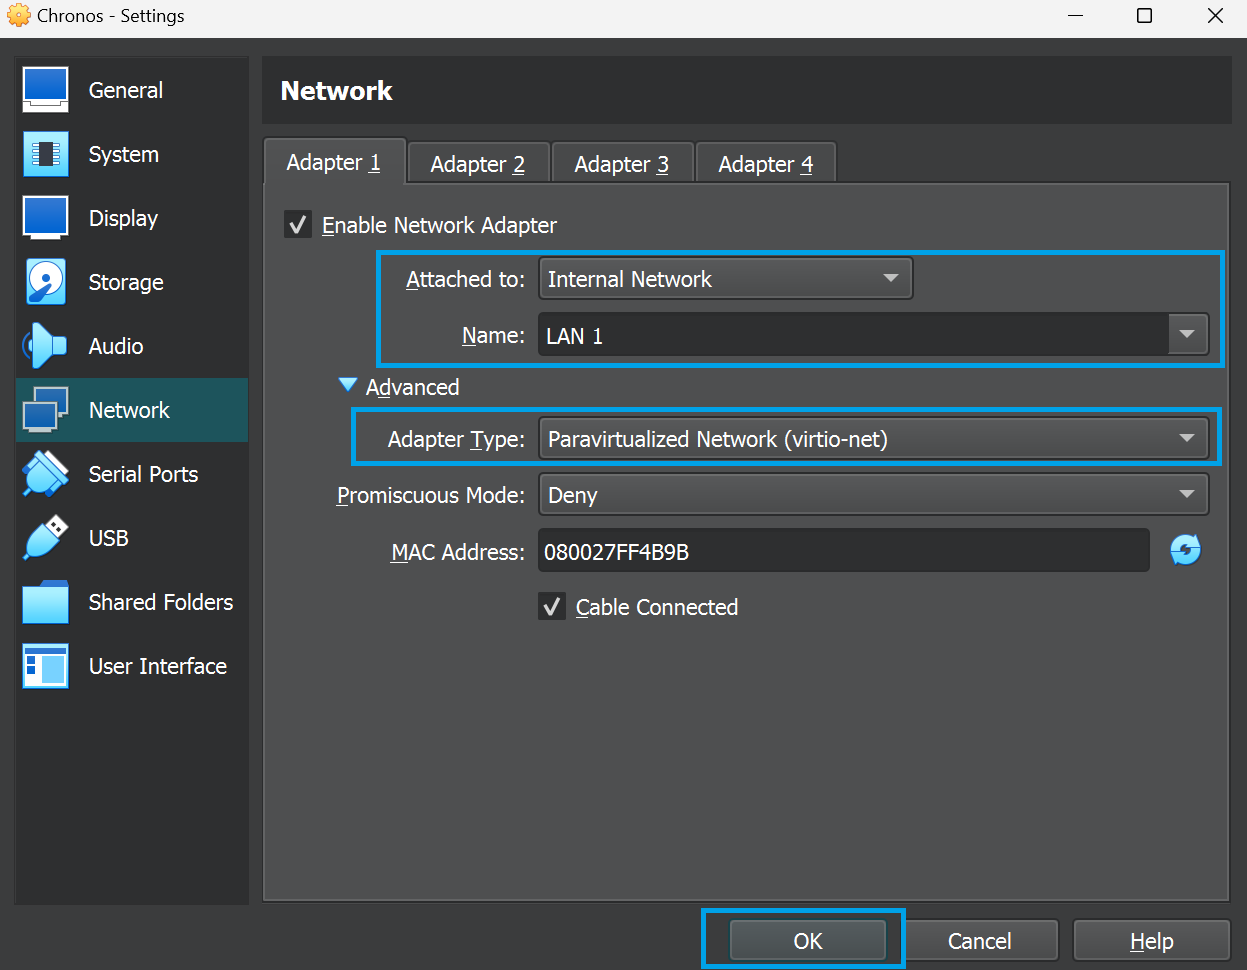 Chronos - Settings
General
System
Display
Storage
Audio
Network
Serial Ports
USB
Shared Folders
User Interface
Network
Adapter 1
Adapter 2
Adapter 3
Adapter 4
Enable Network Adapter
Attached to: Internal Network
Name: LAN 1
Advanced
Adapter Type: Paravirtualized Network (virtio-net)
Promiscuous Mode: Deny
MAC Address: 080027FF4B9B
Cable Connected
OK
Cancel
Help